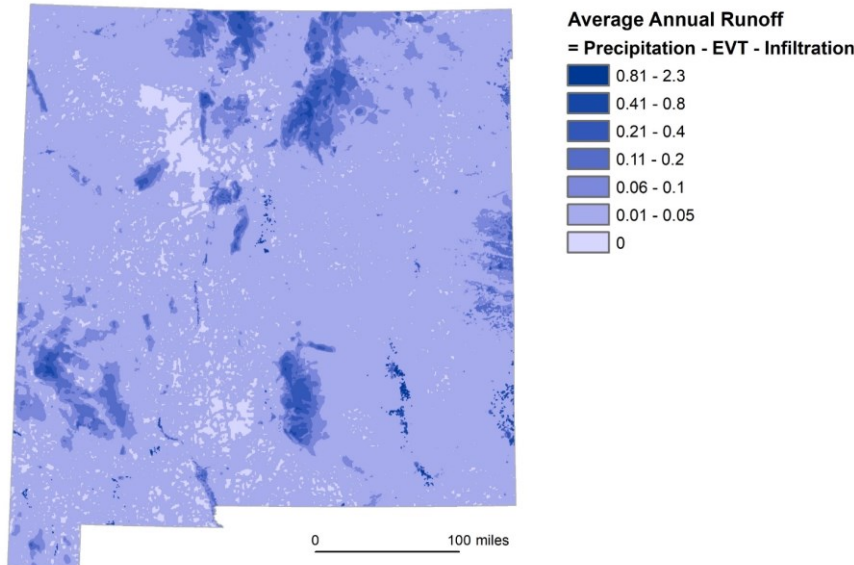 Average Annual Runoff
= Precipitation - EVT - Infiltration
0.81 - 2.3
0.41 - 0.8
0.21 - 0.4
0.11 - 0.2
0.06 - 0.1
0.01 - 0.05
0
0 100 miles